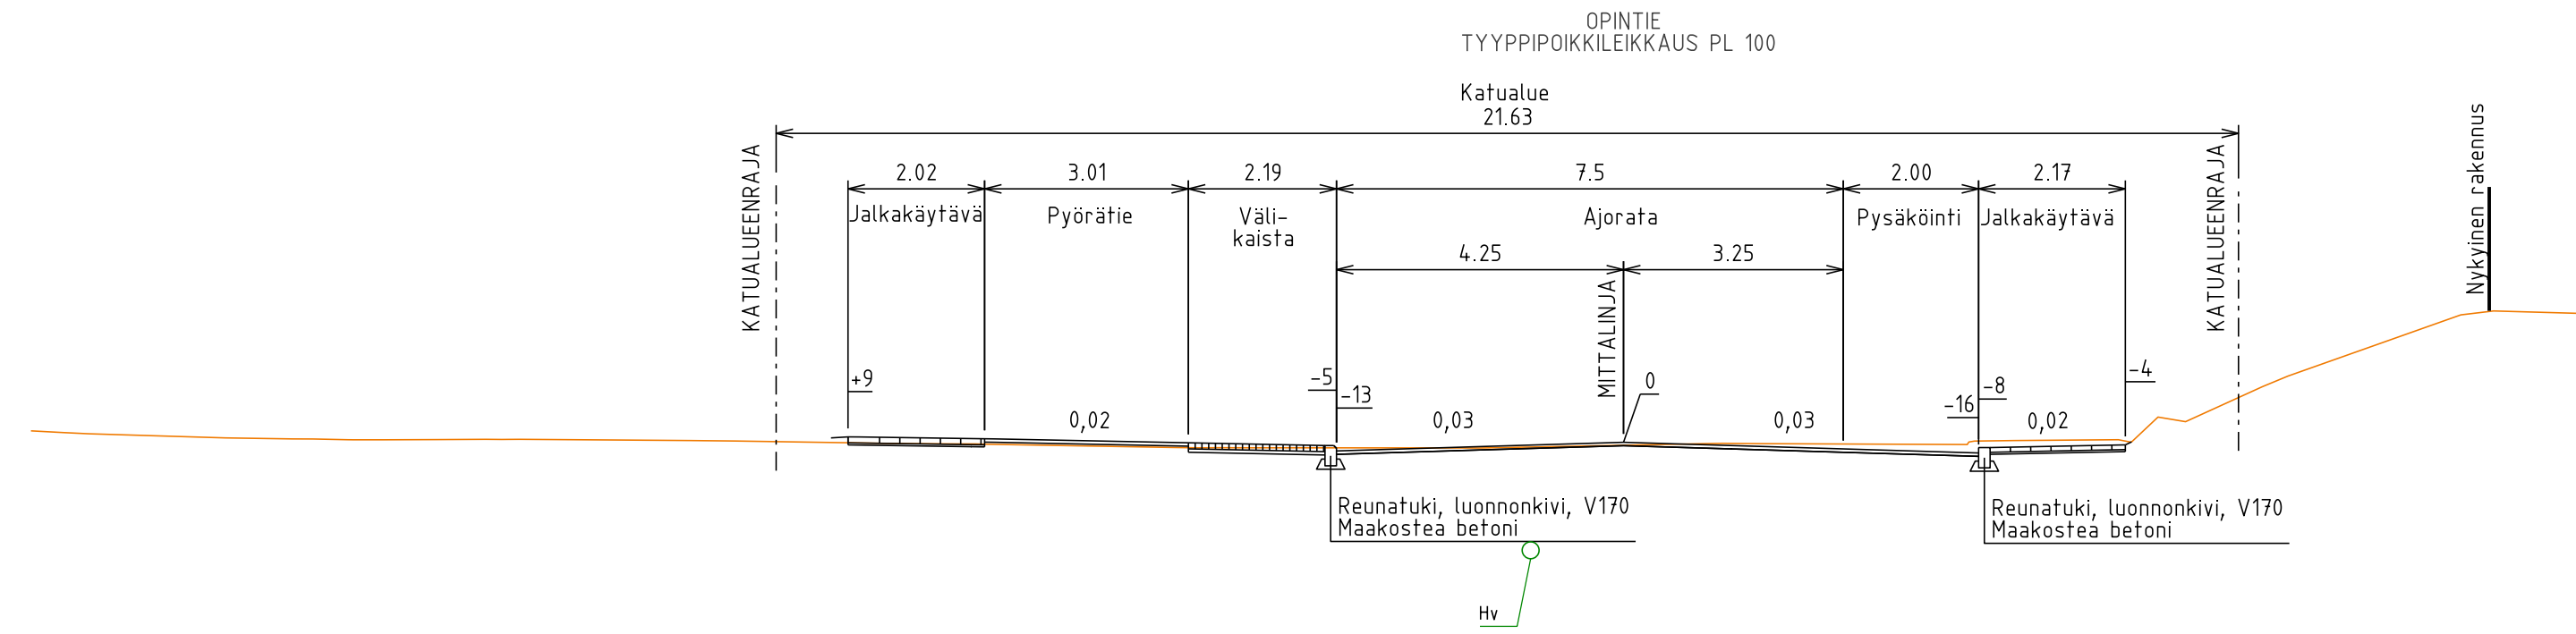 OPINTIE
TYYPPIPOIKKILEIKKAUS PL 100
Katualue
21.63
KATUALUEENRAJA
2.02
3.01
2.19
7.5
2.00
2.17
KATUALUEENRAJA
Nykyinen rakennus
Jalkakäytävä
Pyörätie
Väli-
kaista
Ajorata
Pysäköinti
Jalkakäytävä
4.25
3.25
MITTALINJA
+9
-5
-13
0
-16
-8
-4
0,02
0,03
0,03
0,02
Reunatuki, luonnonkivi, V170
Maakostea betoni
Reunatuki, luonnonkivi, V170
Maakostea betoni
Hv